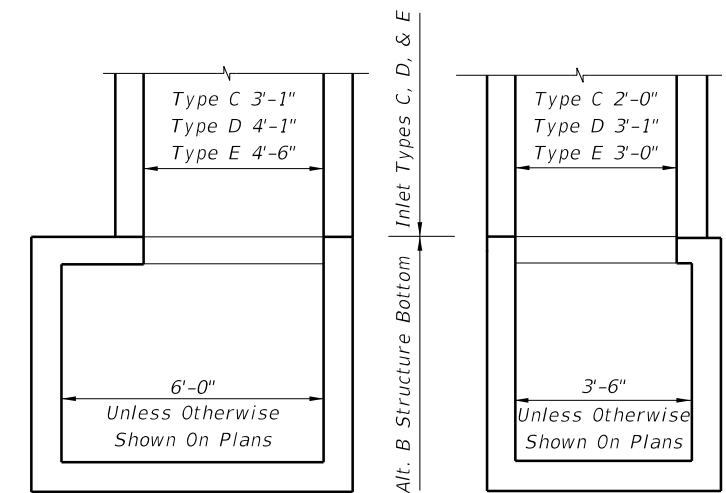 Type C 3'-1"
Type D 4'-1"
Type E 4'-6"
6'-0"
Unless Otherwise
Shown On Plans
Inlet Types C, D, & E
Alt. B Structure Bottom
Type C 2'-0"
Type D 3'-1"
Type E 3'-0"
3'-6"
Unless Otherwise
Shown On Plans